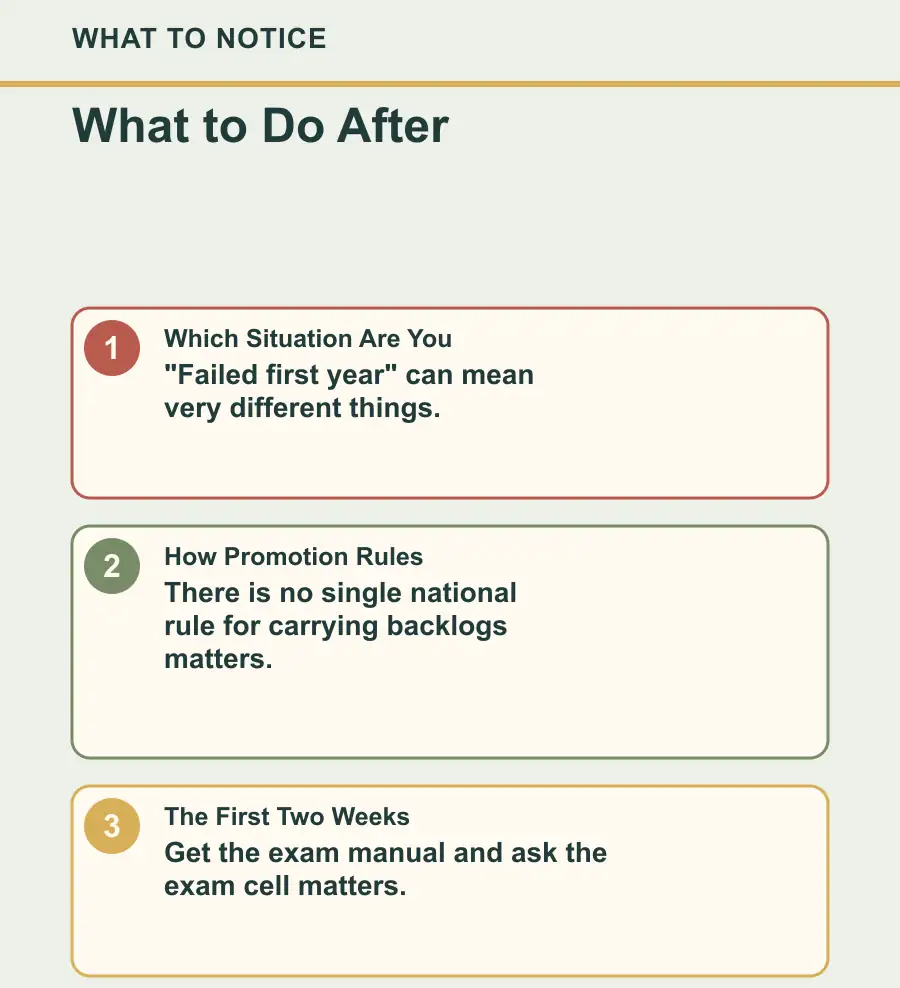 WHAT TO NOTICE
What to Do After
1
Which Situation Are You
"Failed first year" can mean
very different things.
2
How Promotion Rules
There is no single national
rule for carrying backlogs
matters.
3
The First Two Weeks
Get the exam manual and ask the
exam cell matters.